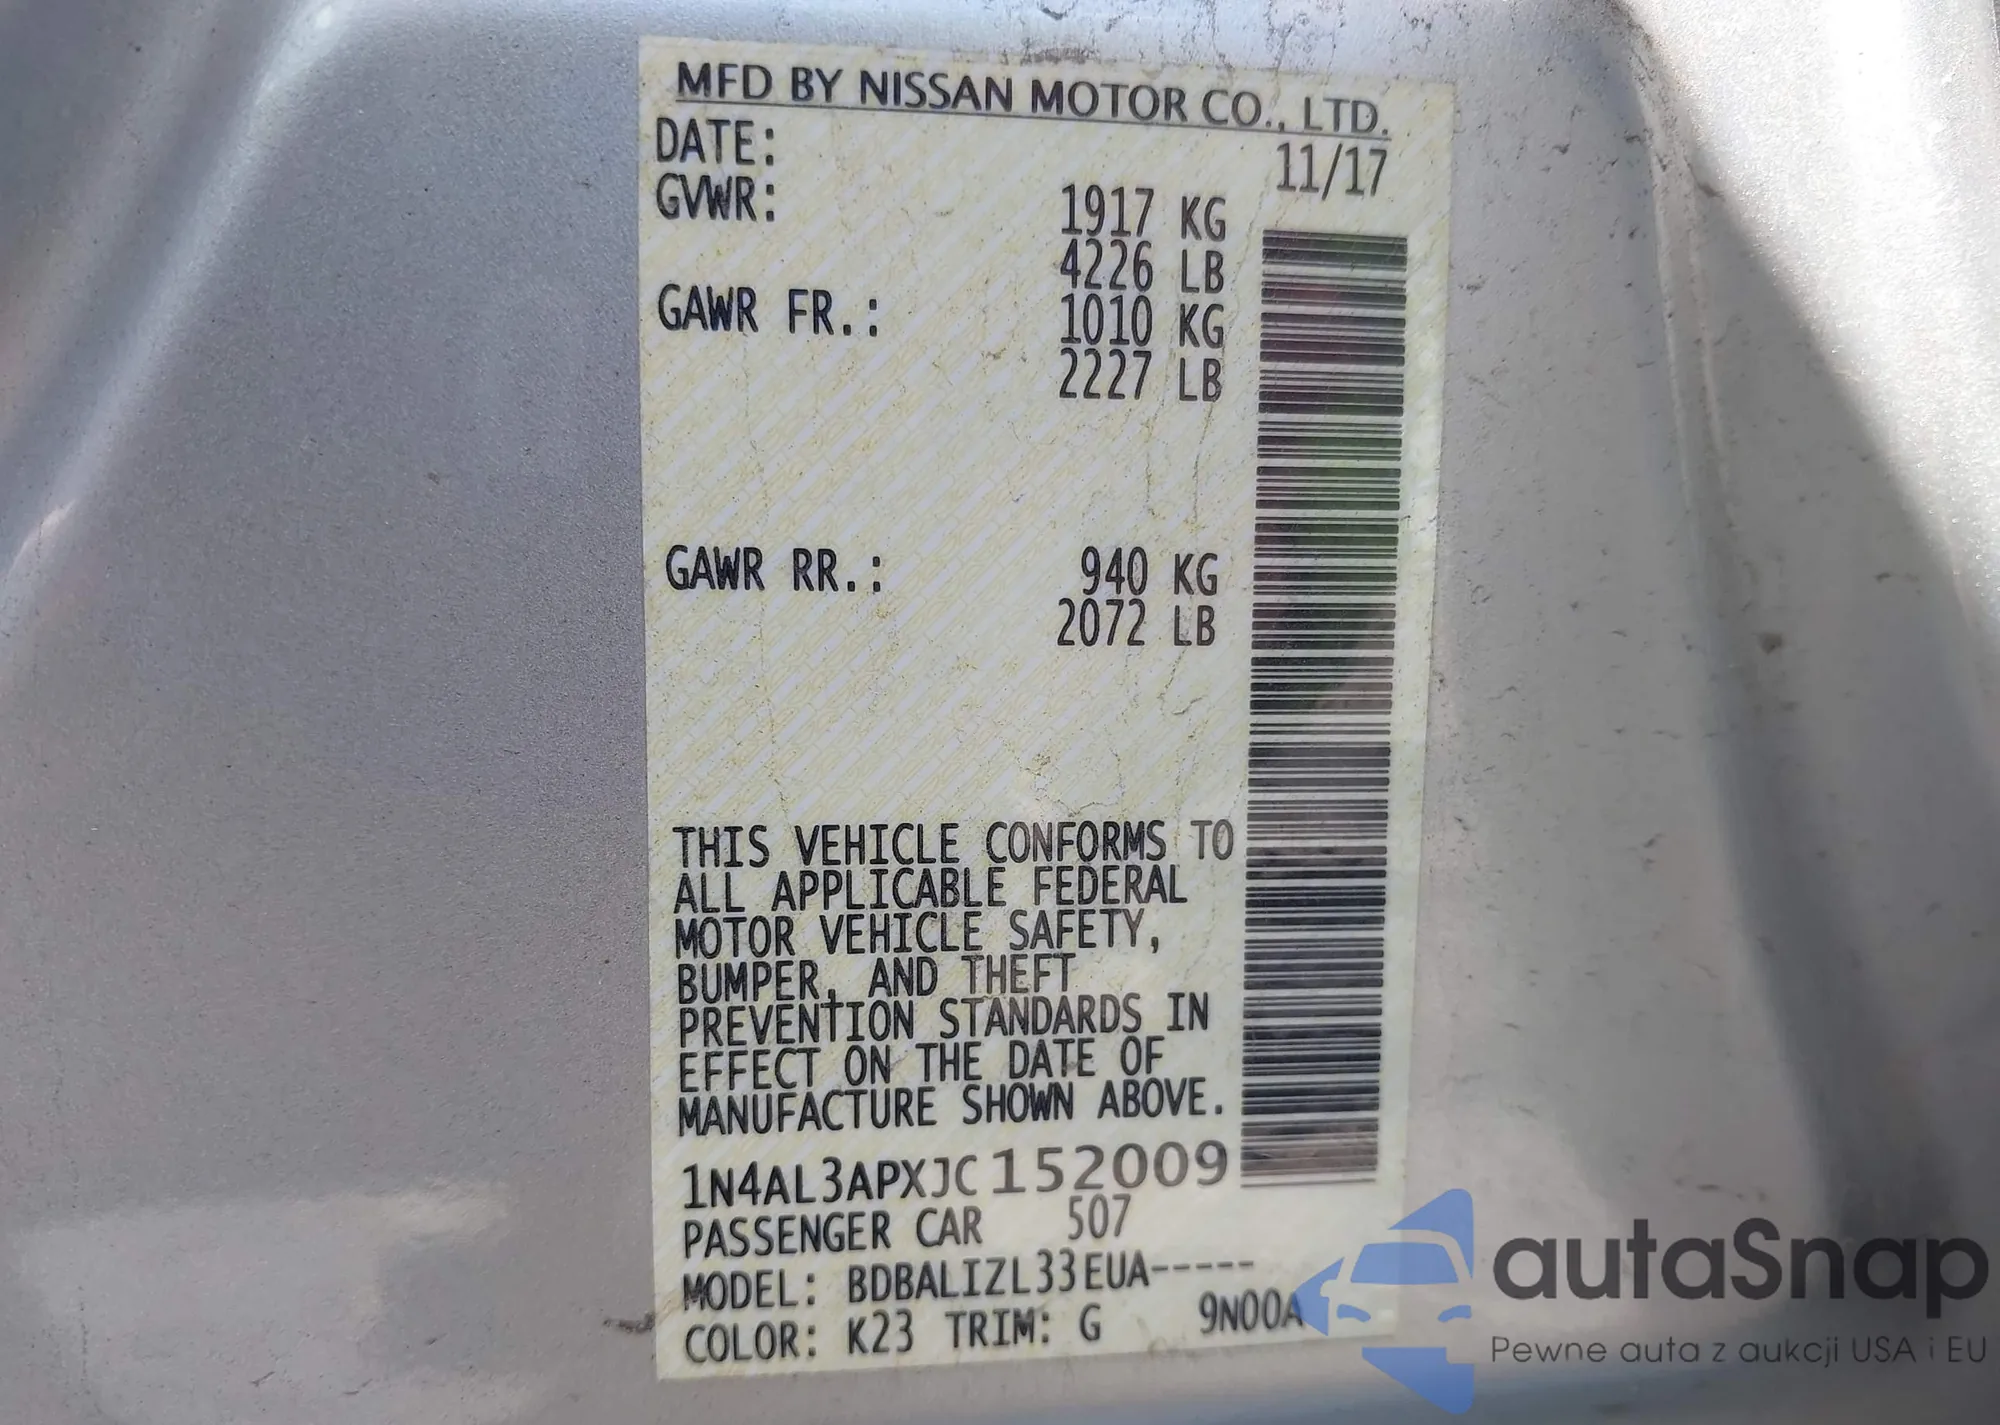 MFD BY NISSAN MOTOR CO., LTD.
DATE: 11/17
GVWR: 1917 KG
4226 LB
GAWR FR.: 1010 KG
2227 LB
GAWR RR.: 940 KG
2072 LB
THIS VEHICLE CONFORMS TO
ALL APPLICABLE FEDERAL
MOTOR VEHICLE SAFETY,
BUMPER, AND THEFT
PREVENTION STANDARDS IN
EFFECT ON THE DATE OF
MANUFACTURE SHOWN ABOVE.
1N4AL3APXJC152009
PASSENGER CAR 507
MODEL: BDBALIZL33EUA-----
COLOR: K23 TRIM: G 9N00A
autaSnap
Pewne auta z aukcji USA i EU